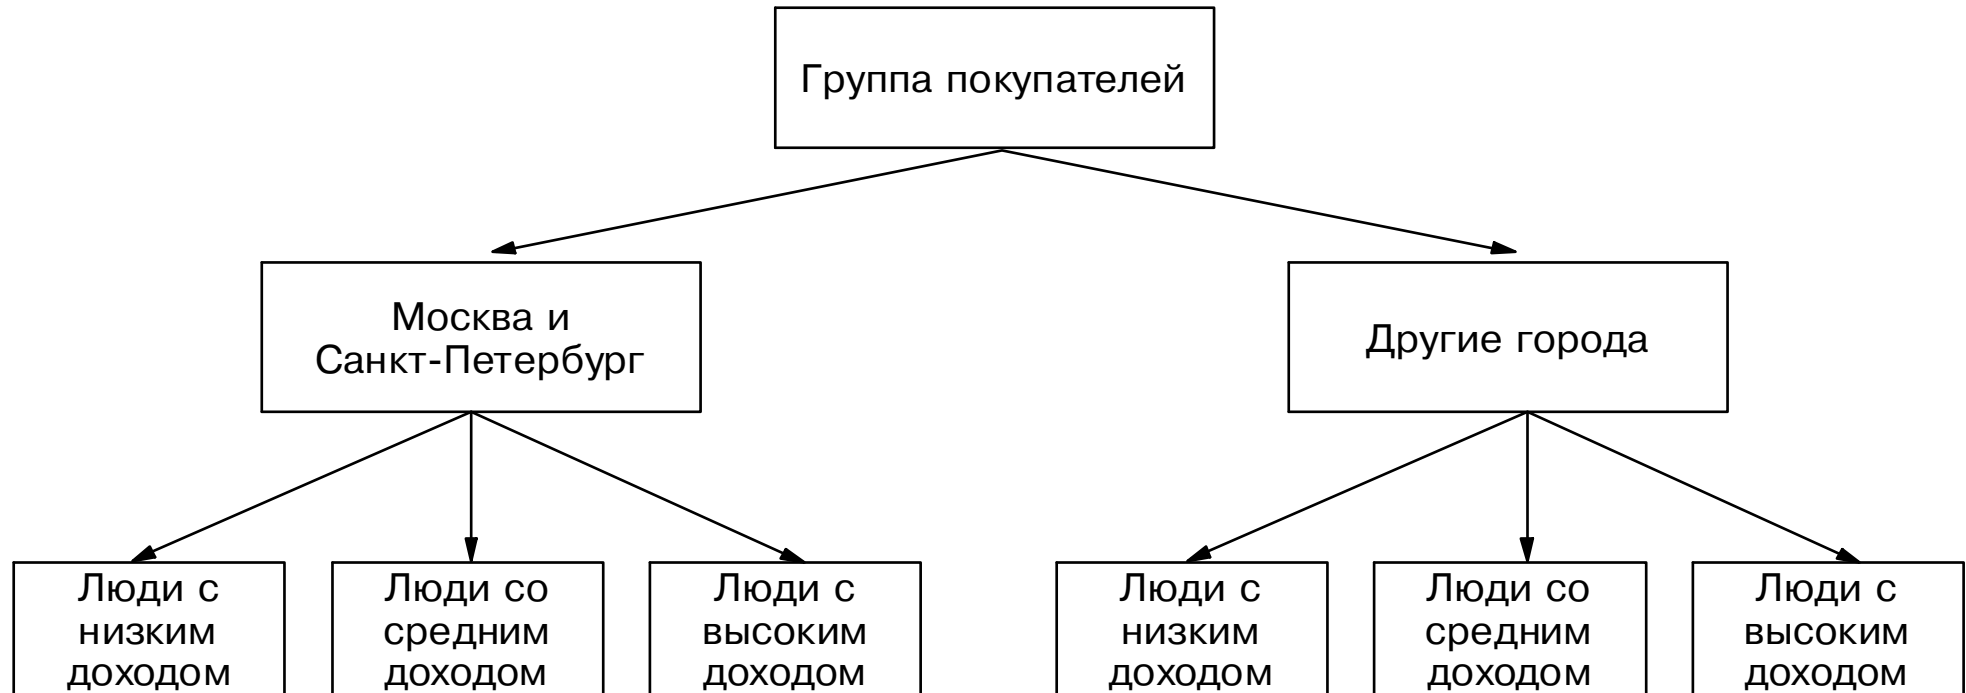 Группа покупателей
Москва и
Санкт-Петербург
Другие города
Люди с
низким
доходом
Люди со
средним
доходом
Люди с
высоким
доходом
Люди с
низким
доходом
Люди со
средним
доходом
Люди с
высоким
доходом